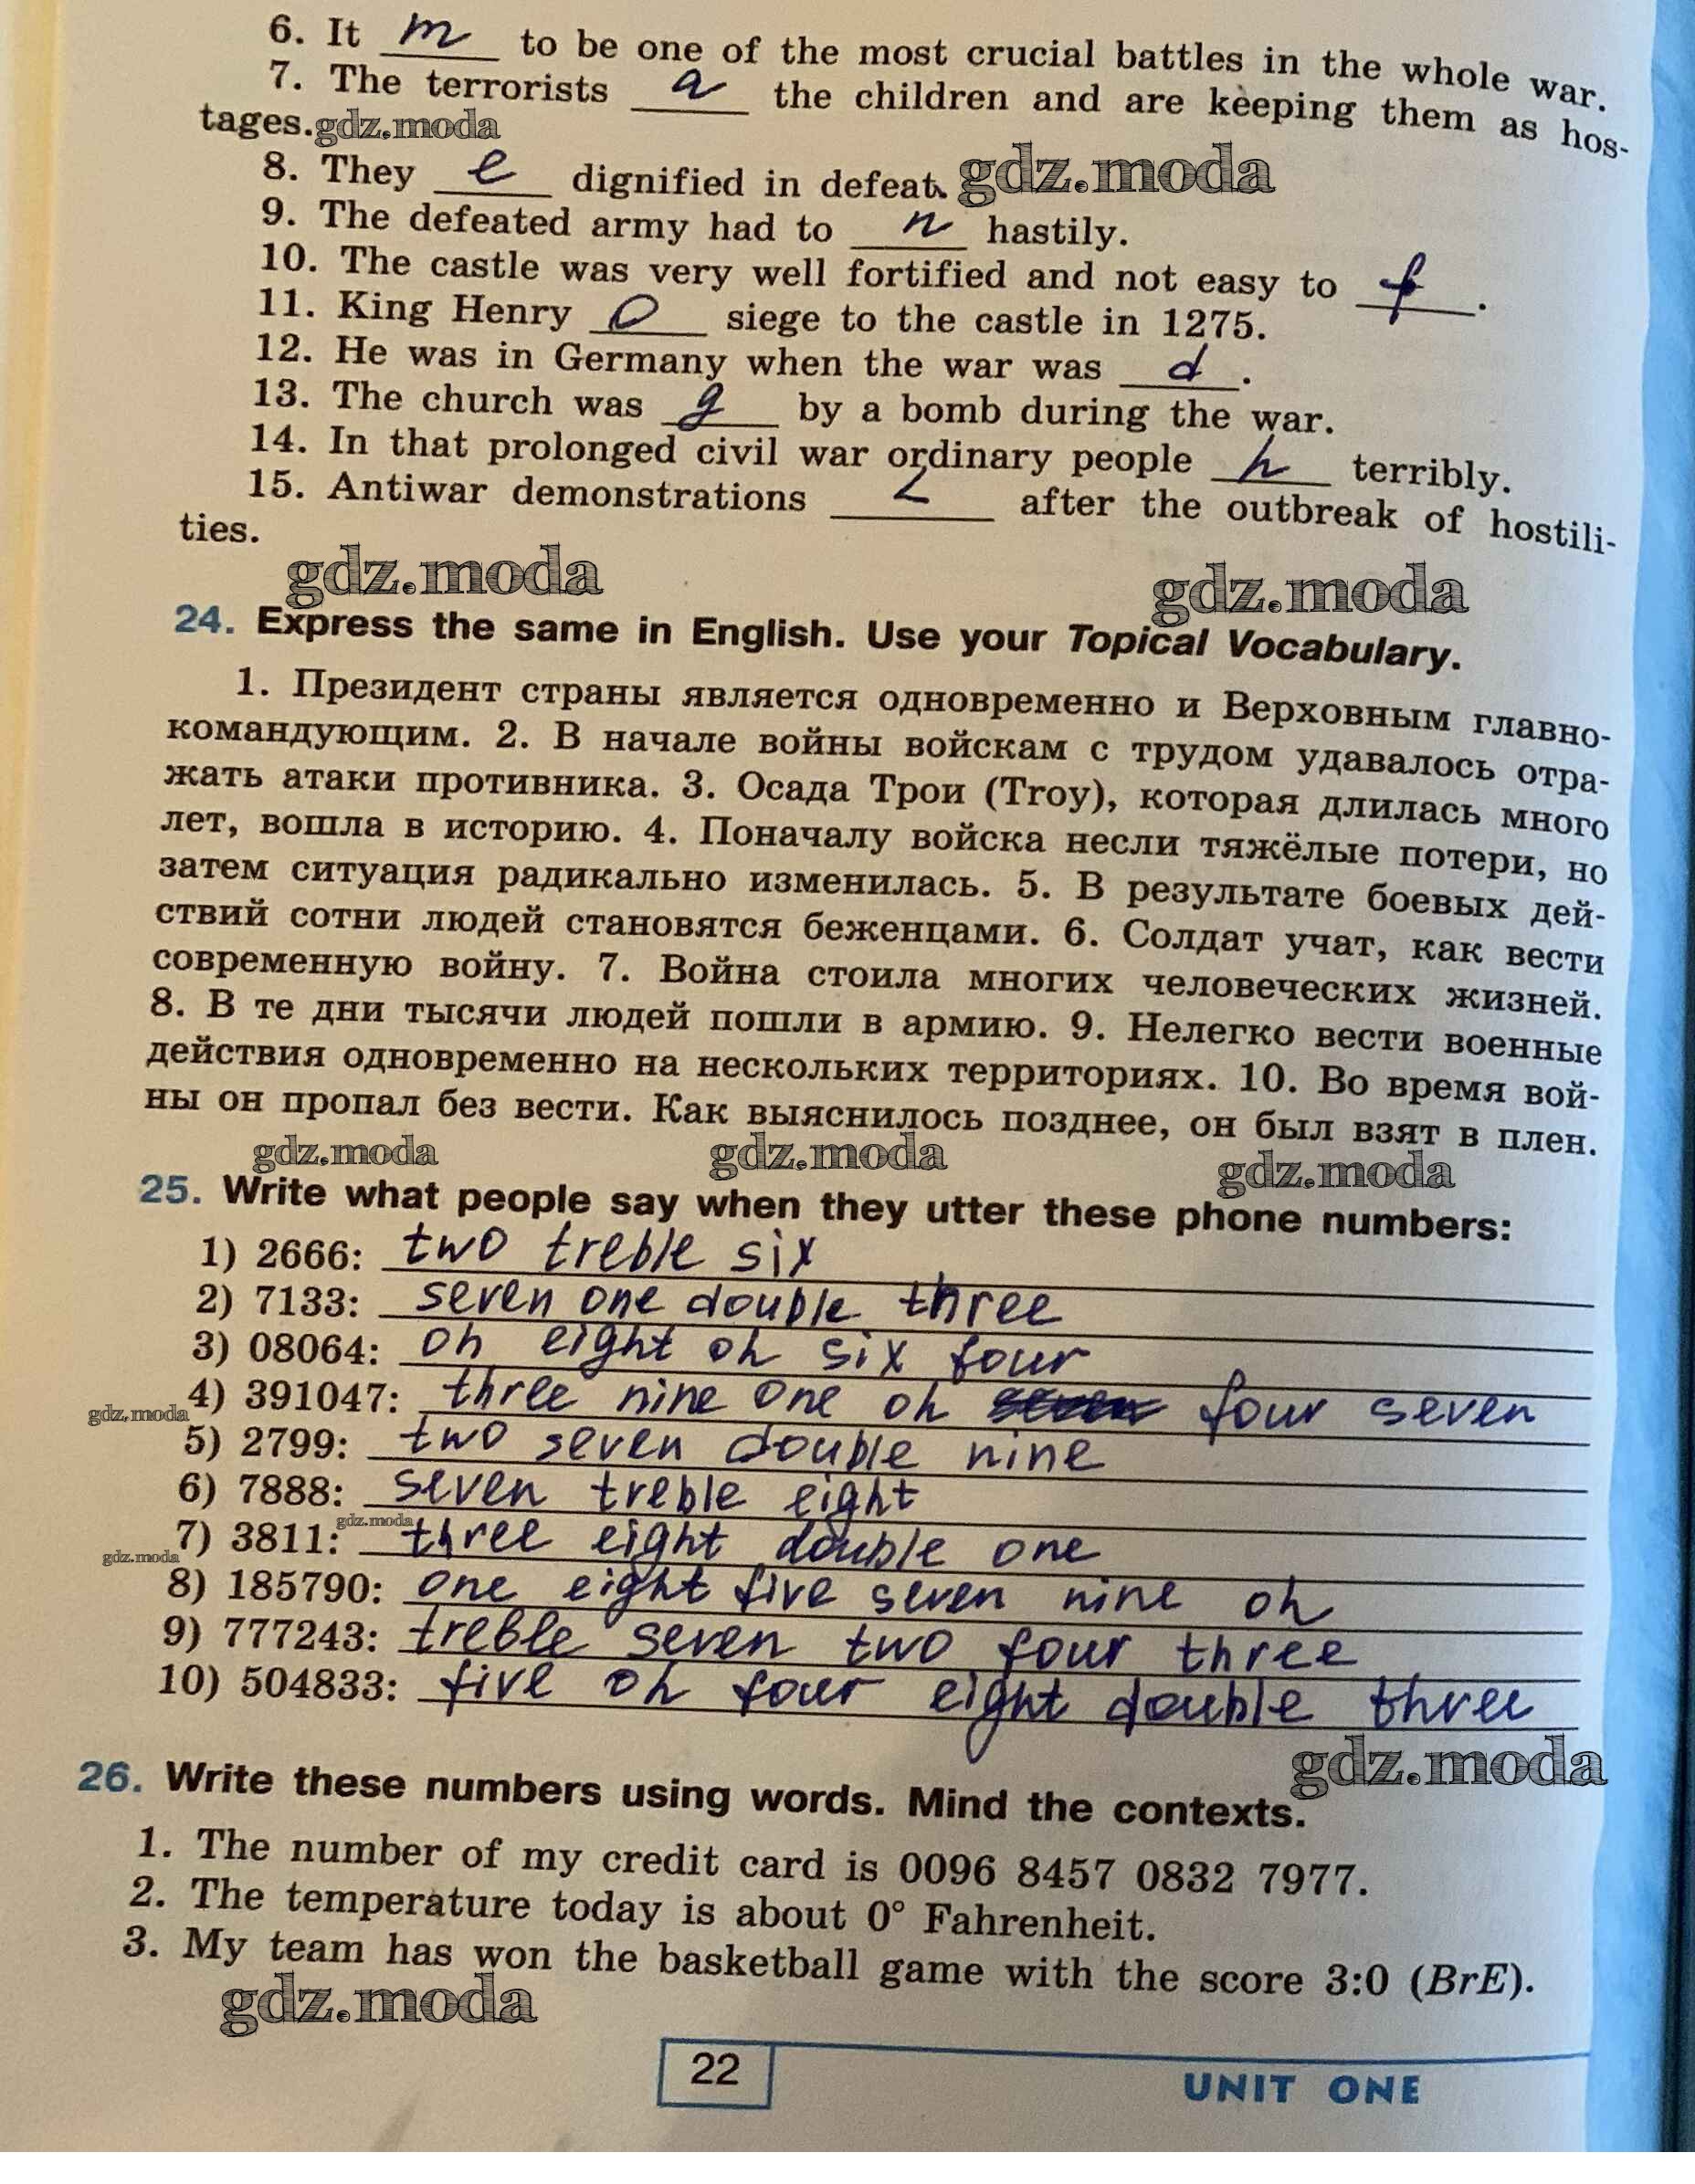 6. It m to be one of the most crucial battles in the whole war.
7. The terrorists a the children and are keeping them as hos-
tages. gdz.moda
8. They e dignified in defeat. gdz.moda
9. The defeated army had to n hastily.
10. The castle was very well fortified and not easy to f.
11. King Henry o siege to the castle in 1275.
12. He was in Germany when the war was d.
13. The church was g by a bomb during the war.
14. In that prolonged civil war ordinary people h terribly.
15. Antiwar demonstrations after the outbreak of hostili-
ties.
gdz.moda gdz.moda
24. Express the same in English. Use your Topical Vocabulary.
1. Президент страны является одновременно и Верховным главно-
командующим. 2. В начале войны войскам с трудом удавалось отра-
жать атаки противника. 3. Осада Трои (Troy), которая длилась много
лет, вошла в историю. 4. Поначалу войска несли тяжёлые потери, но
затем ситуация радикально изменилась. 5. В результате боевых дей-
ствий сотни людей становятся беженцами. 6. Солдат учат, как вести
современную войну. 7. Война стоила многих человеческих жизней.
8. В те дни тысячи людей пошли в армию. 9. Нелегко вести военные
действия одновременно на нескольких территориях. 10. Во время вой-
ны он пропал без вести. Как выяснилось позднее, он был взят в плен.
gdz.moda gdz.moda gdz.moda
25. Write what people say when they utter these phone numbers:
1) 2666: two treble six
2) 7133: seven one double three
3) 08064: oh eight oh six four
gdz.moda 4) 391047: three nine one oh four seven
5) 2799: two seven double nine
6) 7888: seven treble eight
gdz.moda
gdz.moda 7) 3811: three eight double one
8) 185790: one eight five seven nine oh
9) 777243: treble seven two four three
10) 504833: five oh four eight double three
gdz.moda
26. Write these numbers using words. Mind the contexts.
1. The number of my credit card is 0096 8457 0832 7977.
2. The temperature today is about 0° Fahrenheit.
3. My team has won the basketball game with the score 3:0 (BrE).
gdz.moda
22
UNIT ONE